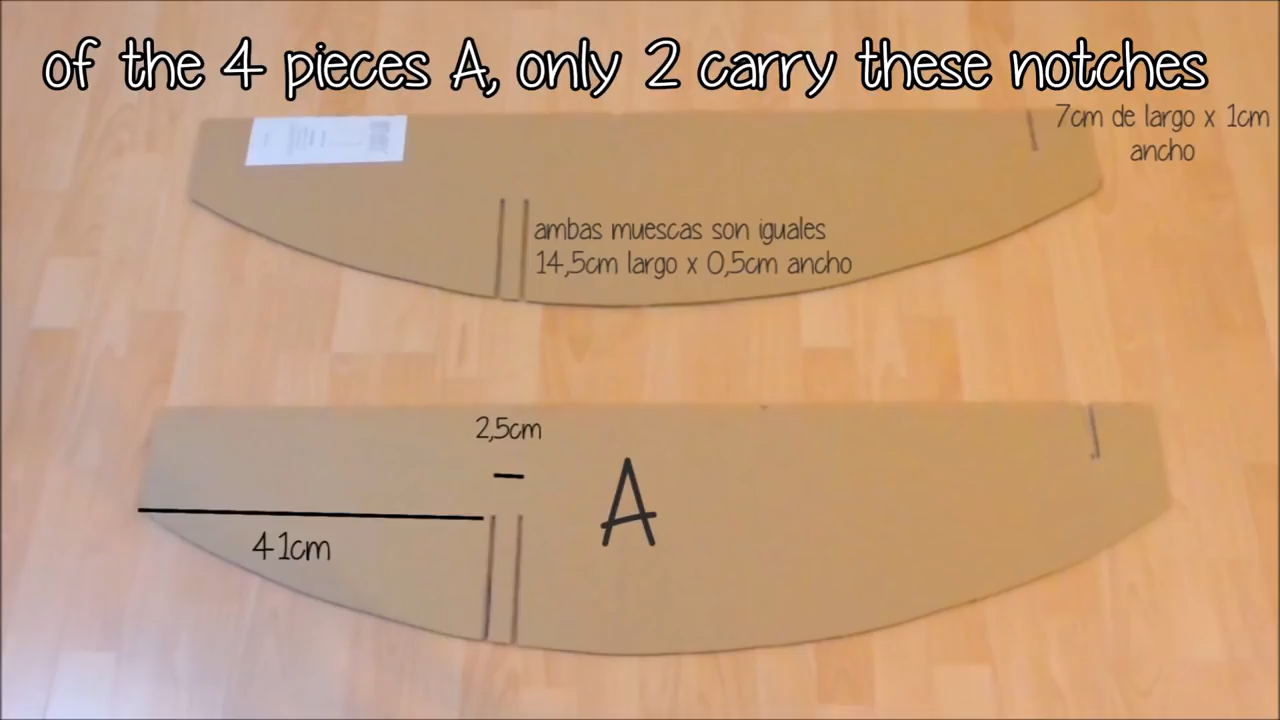 of the 4 pieces A, only 2 carry these notches
7cm de largo x 1cm
ancho
ambas muescas son iguales
14,5cm largo x 0,5cm ancho
2,5cm
A
41cm